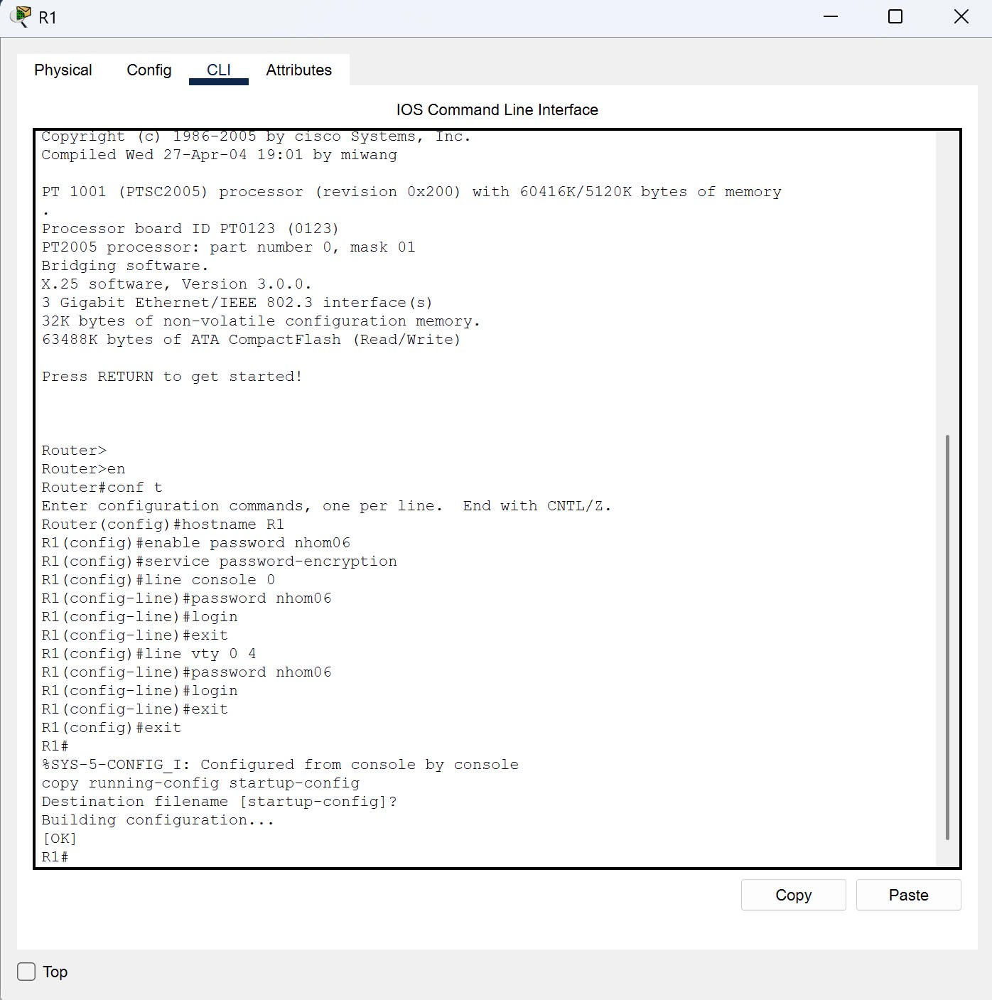 R1
Physical Config CLI Attributes
IOS Command Line Interface
Copyright (c) 1986-2005 by cisco Systems, Inc.
Compiled Wed 27-Apr-04 19:01 by miwang
PT 1001 (PTSC2005) processor (revision 0x200) with 60416K/5120K bytes of memory
.
Processor board ID PT0123 (0123)
PT2005 processor: part number 0, mask 01
Bridging software.
X.25 software, Version 3.0.0.
3 Gigabit Ethernet/IEEE 802.3 interface(s)
32K bytes of non-volatile configuration memory.
63488K bytes of ATA CompactFlash (Read/Write)
Press RETURN to get started!
Router>
Router>en
Router#conf t
Enter configuration commands, one per line.  End with CNTL/Z.
Router(config)#hostname R1
R1(config)#enable password nhom06
R1(config)#service password-encryption
R1(config)#line console 0
R1(config-line)#password nhom06
R1(config-line)#login
R1(config-line)#exit
R1(config)#line vty 0 4
R1(config-line)#password nhom06
R1(config-line)#login
R1(config-line)#exit
R1(config)#exit
R1#
%SYS-5-CONFIG_I: Configured from console by console
copy running-config startup-config
Destination filename [startup-config]?
Building configuration...
[OK]
R1#
Copy Paste
Top